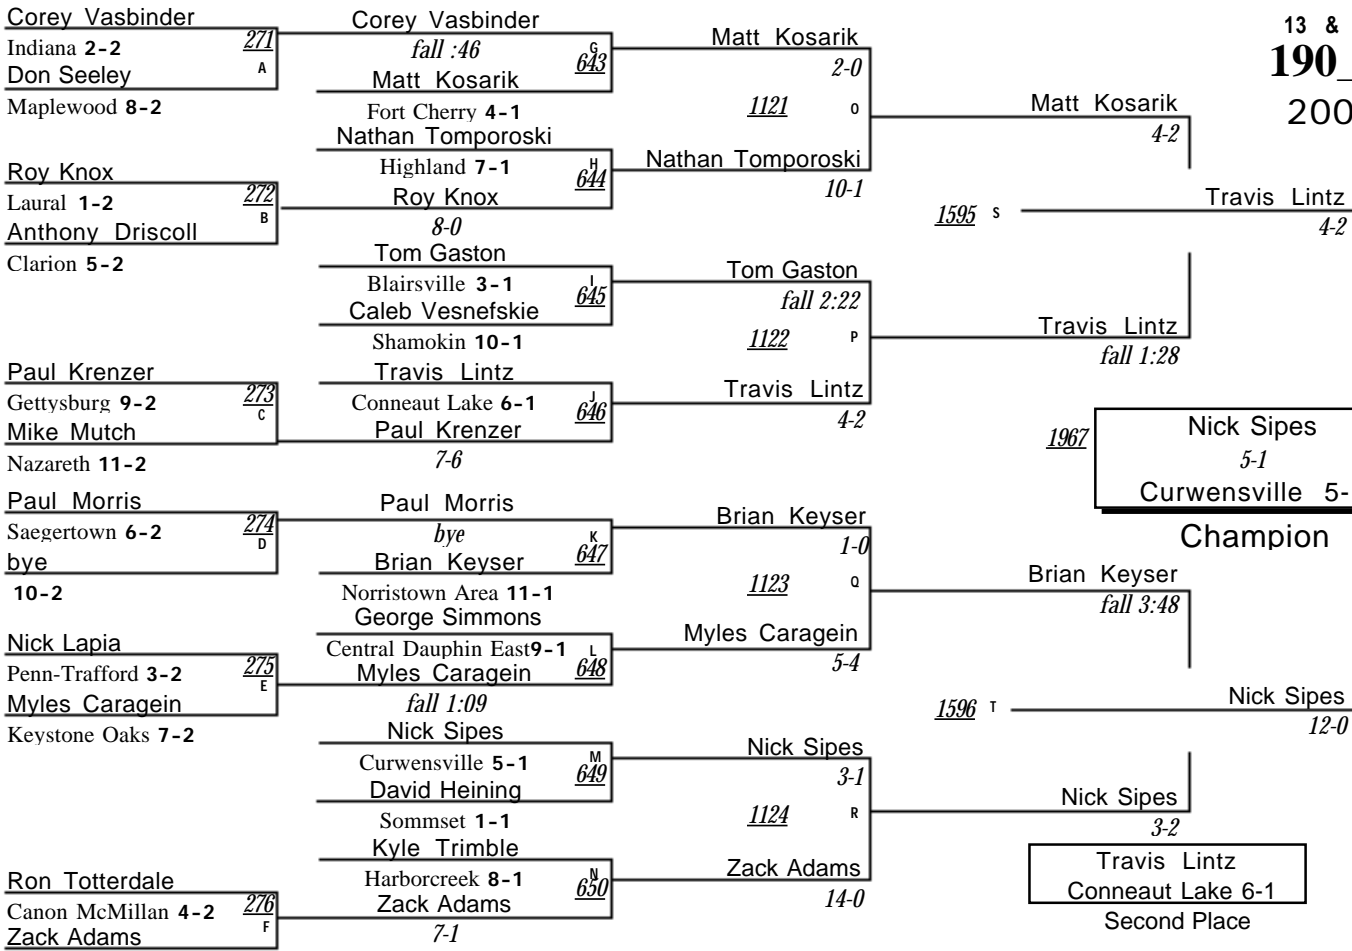 Corey Vasbinder
Indiana 2-2
271
A
Don Seeley
Maplewood 8-2
Roy Knox
Laural 1-2
272
B
Anthony Driscoll
Clarion 5-2
Paul Krenzer
Gettysburg 9-2
273
C
Mike Mutch
Nazareth 11-2
Paul Morris
Saegertown 6-2
274
D
bye
10-2
Nick Lapia
Penn-Trafford 3-2
275
E
Myles Caragein
Keystone Oaks 7-2
Ron Totterdale
Canon McMillan 4-2
276
F
Zack Adams
Corey Vasbinder
fall :46
G
643
Matt Kosarik
Fort Cherry 4-1
Nathan Tomporoski
Highland 7-1
H
644
Roy Knox
8-0
Tom Gaston
Blairsville 3-1
I
645
Caleb Vesnefskie
Shamokin 10-1
Travis Lintz
Conneaut Lake 6-1
J
646
Paul Krenzer
7-6
Paul Morris
bye
K
647
Brian Keyser
Norristown Area 11-1
George Simmons
Central Dauphin East9-1
L
648
Myles Caragein
fall 1:09
Nick Sipes
Curwensville 5-1
M
649
David Heining
Sommset 1-1
Kyle Trimble
Harborcreek 8-1
N
650
Zack Adams
7-1
Matt Kosarik
2-0
1121
O
Nathan Tomporoski
10-1
Tom Gaston
fall 2:22
1122
P
Travis Lintz
4-2
Brian Keyser
1-0
1123
Q
Myles Caragein
5-4
Nick Sipes
3-1
1124
R
Zack Adams
14-0
Matt Kosarik
4-2
1595 S
Travis Lintz
fall 1:28
Brian Keyser
fall 3:48
1596 T
Nick Sipes
3-2
13 &
190_
200
Travis Lintz
4-2
1967
Nick Sipes
5-1
Curwensville 5-
Champion
Nick Sipes
12-0
Travis Lintz
Conneaut Lake 6-1
Second Place